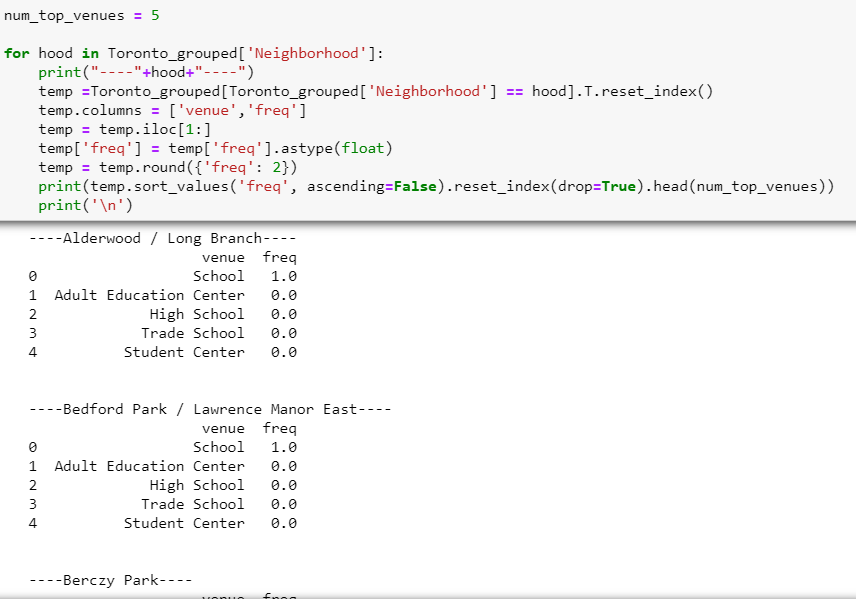 num_top_venues = 5
for hood in Toronto_grouped['Neighborhood']:
    print("----"+hood+"----")
    temp =Toronto_grouped[Toronto_grouped['Neighborhood'] == hood].T.reset_index()
    temp.columns = ['venue','freq']
    temp = temp.iloc[1:]
    temp['freq'] = temp['freq'].astype(float)
    temp = temp.round({'freq': 2})
    print(temp.sort_values('freq', ascending=False).reset_index(drop=True).head(num_top_venues))
    print('\n')
----Alderwood / Long Branch----
                    venue  freq
0                  School   1.0
1  Adult Education Center   0.0
2             High School   0.0
3            Trade School   0.0
4          Student Center   0.0
----Bedford Park / Lawrence Manor East----
                    venue  freq
0                  School   1.0
1  Adult Education Center   0.0
2             High School   0.0
3            Trade School   0.0
4          Student Center   0.0
----Berczy Park----
                    venue  freq